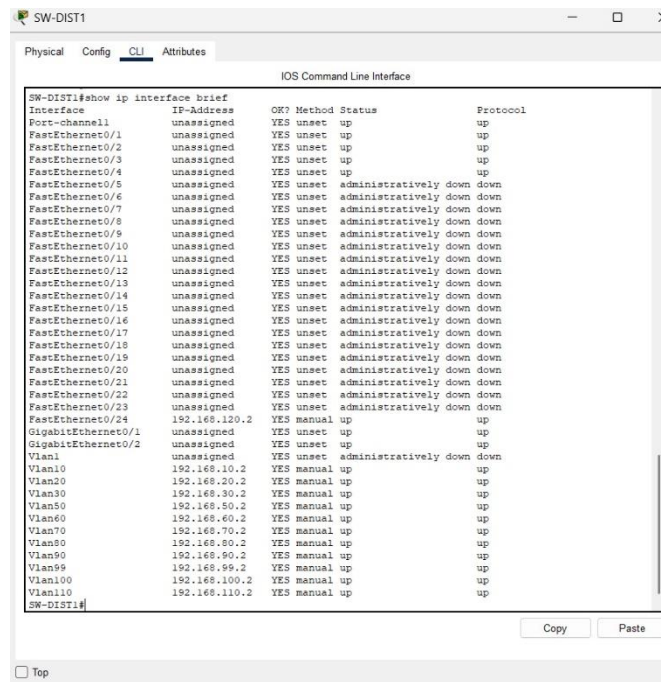 SW-DIST1
Physical Config CLI Attributes
IOS Command Line Interface
SW-DIST1#show ip interface brief
Interface IP-Address OK? Method Status Protocol
Port-channel1 unassigned YES unset up up
FastEthernet0/1 unassigned YES unset up up
FastEthernet0/2 unassigned YES unset up up
FastEthernet0/3 unassigned YES unset up up
FastEthernet0/4 unassigned YES unset up up
FastEthernet0/5 unassigned YES unset administratively down down
FastEthernet0/6 unassigned YES unset administratively down down
FastEthernet0/7 unassigned YES unset administratively down down
FastEthernet0/8 unassigned YES unset administratively down down
FastEthernet0/9 unassigned YES unset administratively down down
FastEthernet0/10 unassigned YES unset administratively down down
FastEthernet0/11 unassigned YES unset administratively down down
FastEthernet0/12 unassigned YES unset administratively down down
FastEthernet0/13 unassigned YES unset administratively down down
FastEthernet0/14 unassigned YES unset administratively down down
FastEthernet0/15 unassigned YES unset administratively down down
FastEthernet0/16 unassigned YES unset administratively down down
FastEthernet0/17 unassigned YES unset administratively down down
FastEthernet0/18 unassigned YES unset administratively down down
FastEthernet0/19 unassigned YES unset administratively down down
FastEthernet0/20 unassigned YES unset administratively down down
FastEthernet0/21 unassigned YES unset administratively down down
FastEthernet0/22 unassigned YES unset administratively down down
FastEthernet0/23 unassigned YES unset administratively down down
FastEthernet0/24 192.168.120.2 YES manual up up
GigabitEthernet0/1 unassigned YES unset up up
GigabitEthernet0/2 unassigned YES unset up up
Vlan1 unassigned YES unset administratively down down
Vlan10 192.168.10.2 YES manual up up
Vlan20 192.168.20.2 YES manual up up
Vlan30 192.168.30.2 YES manual up up
Vlan50 192.168.50.2 YES manual up up
Vlan60 192.168.60.2 YES manual up up
Vlan70 192.168.70.2 YES manual up up
Vlan80 192.168.80.2 YES manual up up
Vlan90 192.168.90.2 YES manual up up
Vlan99 192.168.99.2 YES manual up up
Vlan100 192.168.100.2 YES manual up up
Vlan110 192.168.110.2 YES manual up up
SW-DIST1#
Copy Paste
Top